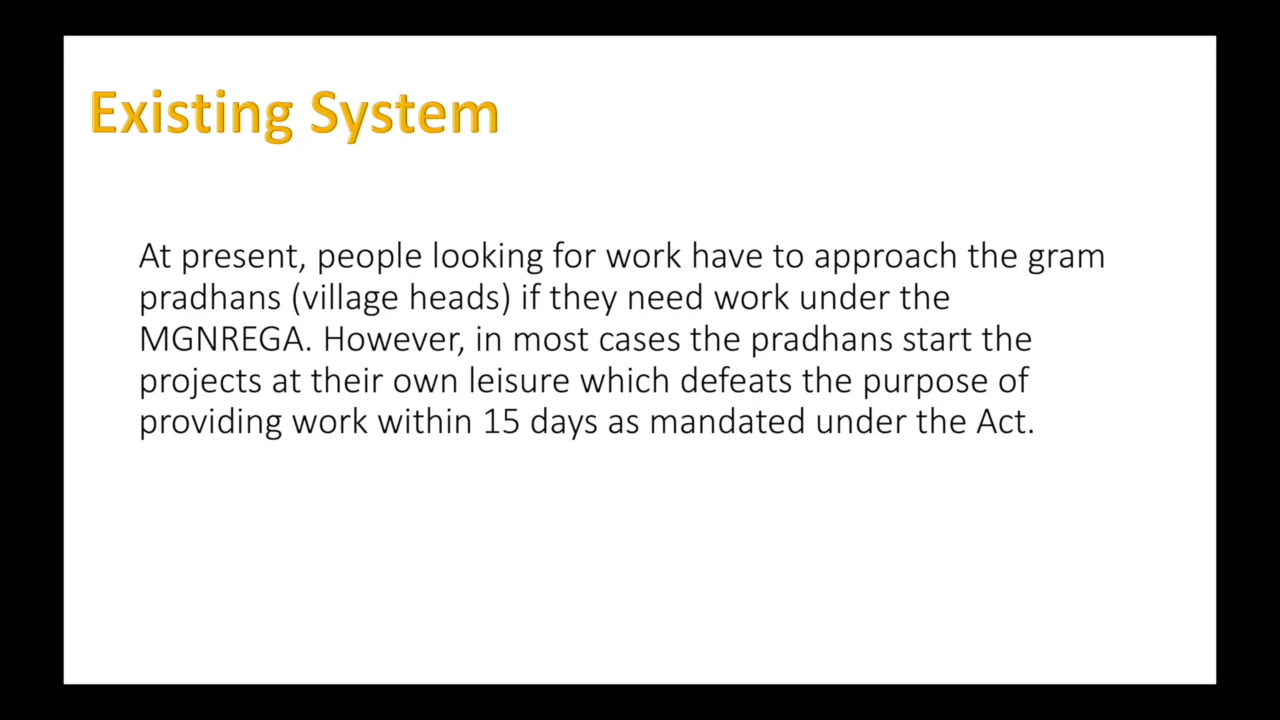 Existing System
At present, people looking for work have to approach the gram
pradhans (village heads) if they need work under the
MGNREGA. However, in most cases the pradhans start the
projects at their own leisure which defeats the purpose of
providing work within 15 days as mandated under the Act.